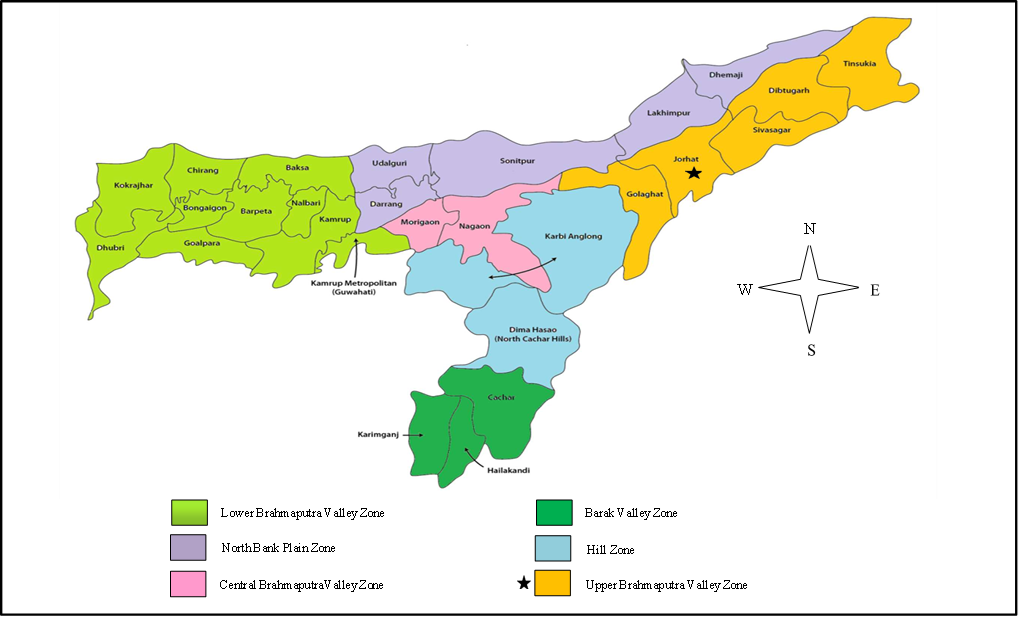 Tinsukia
Dhemaji
Dibtugarh
Lakhimpur
Sivasagar
Jorhat
Udalguri
Sonitpur
Baksa
Chirang
Kokrajhar
Golaghat
Nalbari
Darrang
Bongaigon
Barpeta
Kamrup
Morigaon
Nagaon
Karbi Anglong
Dhubri
Goalpara
N
Kamrup Metropolitan
(Guwahati)
W
E
Dima Hasao
(North Cachar Hills)
S
Cachar
Karimganj
Hailakandi
Lower Brahmaputra Valley Zone
Barak Valley Zone
North Bank Plain Zone
Hill Zone
Central Brahmaputra Valley Zone
Upper Brahmaputra Valley Zone